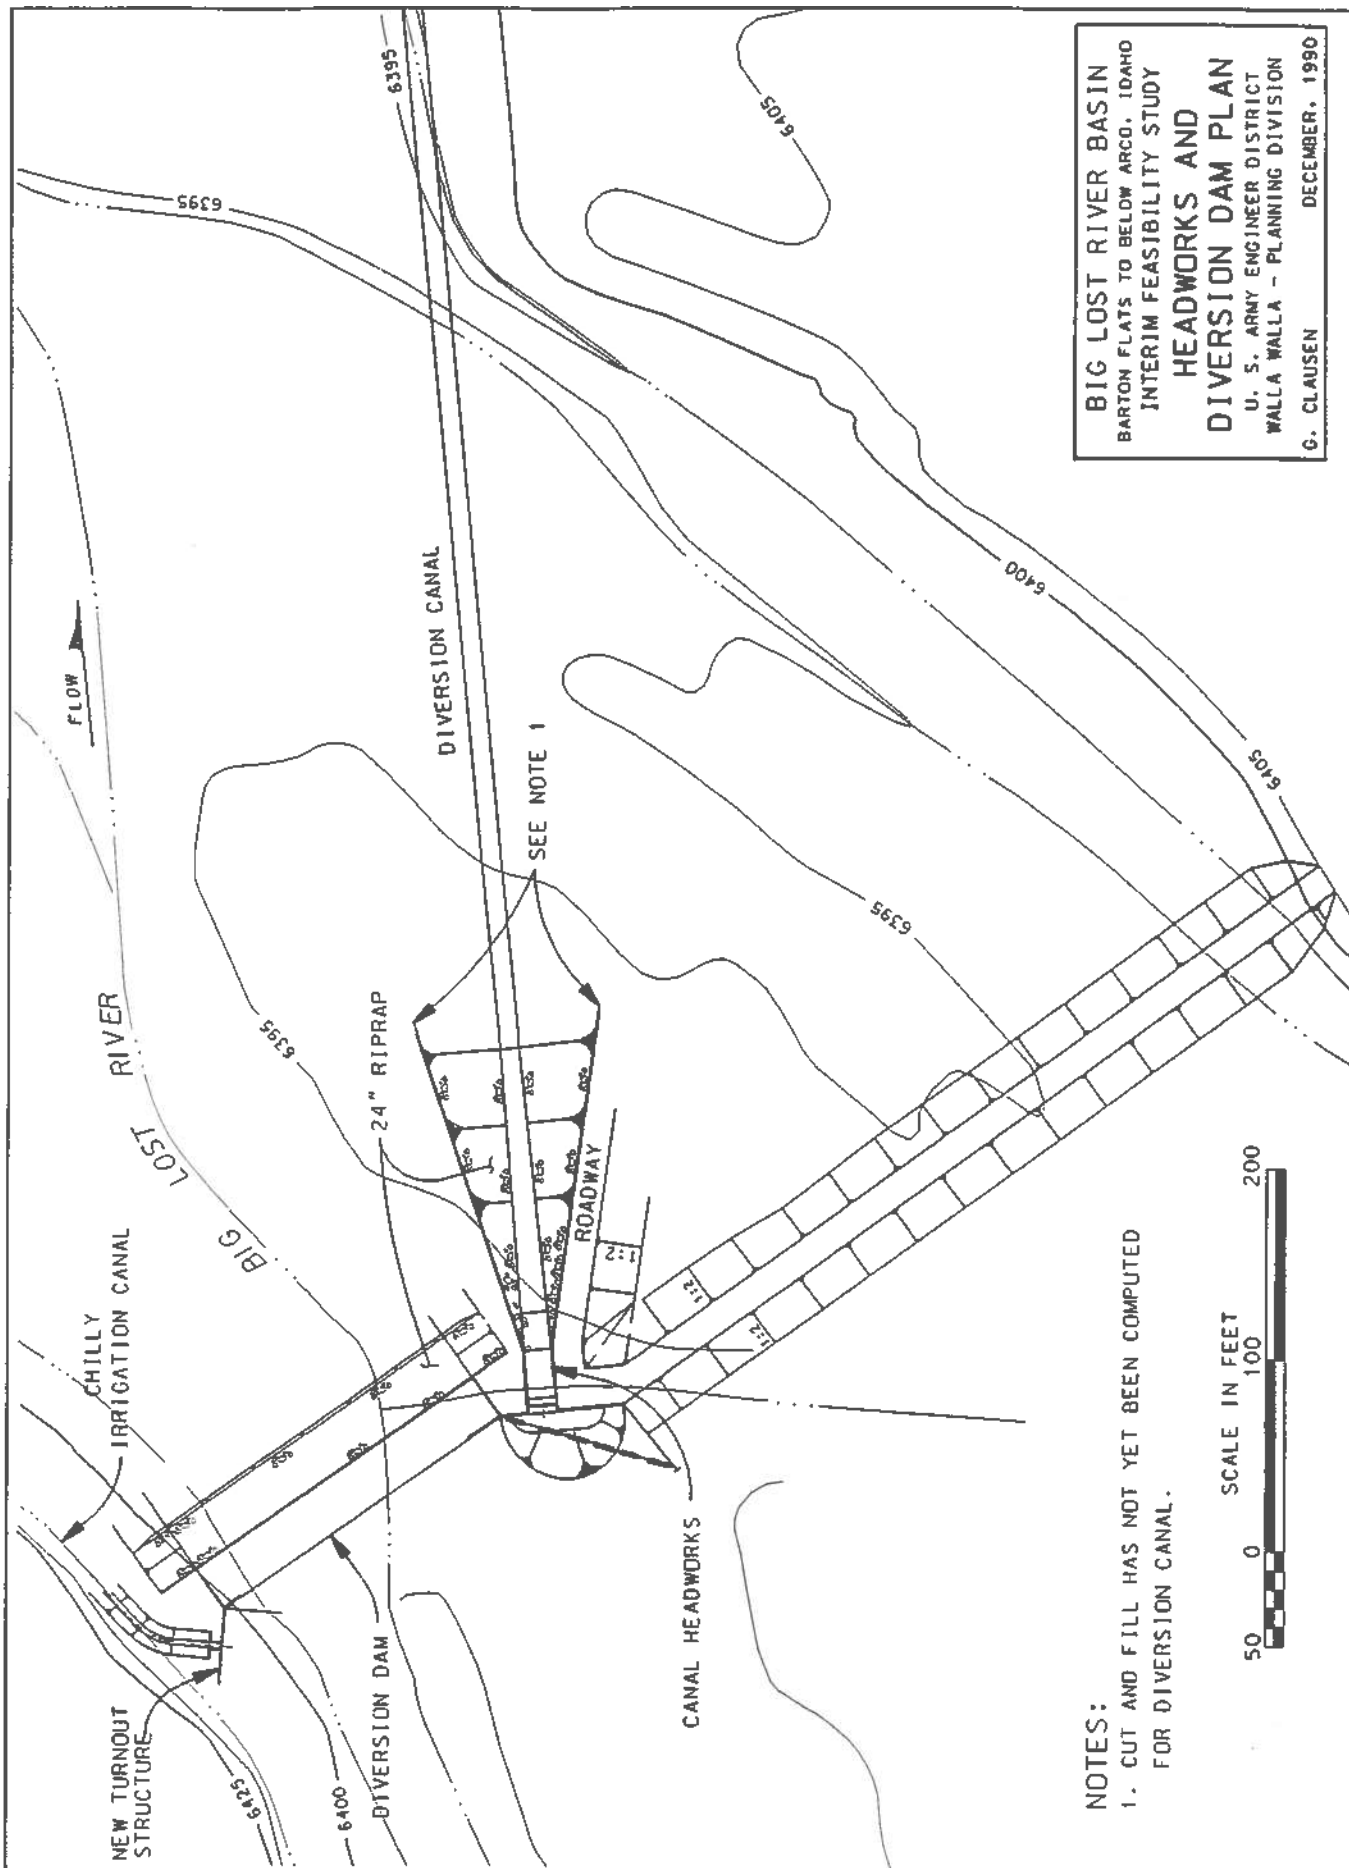 NEW TURNOUT
STRUCTURE
CHILLY
IRRIGATION CANAL
BIG LOST RIVER
FLOW
6425
6400
DIVERSION DAM
24" RIPRAP
6395
6395
6395
DIVERSION CANAL
SEE NOTE 1
ROADWAY
1:2
1:2
1:2
CANAL HEADWORKS
6395
6400
6405
6405
NOTES:
1. CUT AND FILL HAS NOT YET BEEN COMPUTED
FOR DIVERSION CANAL.
SCALE IN FEET
50 0 100 200
BIG LOST RIVER BASIN
BARTON FLATS TO BELOW ARCO, IDAHO
INTERIM FEASIBILITY STUDY
HEADWORKS AND
DIVERSION DAM PLAN
U. S. ARMY ENGINEER DISTRICT
WALLA WALLA - PLANNING DIVISION
G. CLAUSEN DECEMBER, 1990